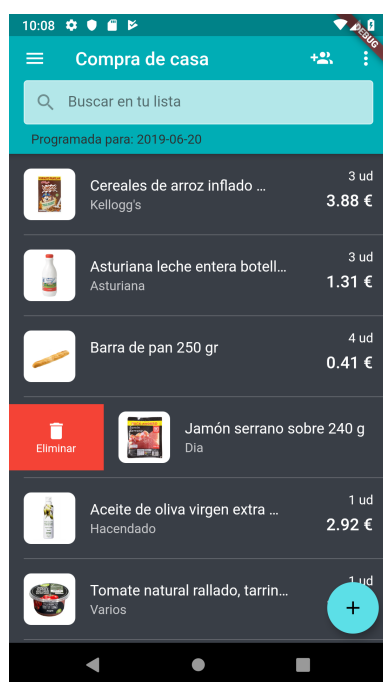 10:08
DEBUG
Compra de casa
Buscar en tu lista
Programada para: 2019-06-20
3 ud
Cereales de arroz inflado ...
Kellogg's
3.88 €
3 ud
Asturiana leche entera botell...
Asturiana
1.31 €
4 ud
Barra de pan 250 gr
0.41 €
Eliminar
Jamón serrano sobre 240 g
Dia
1 ud
Aceite de oliva virgen extra ...
Hacendado
2.92 €
1 ud
Tomate natural rallado, tarrin...
Varios
+